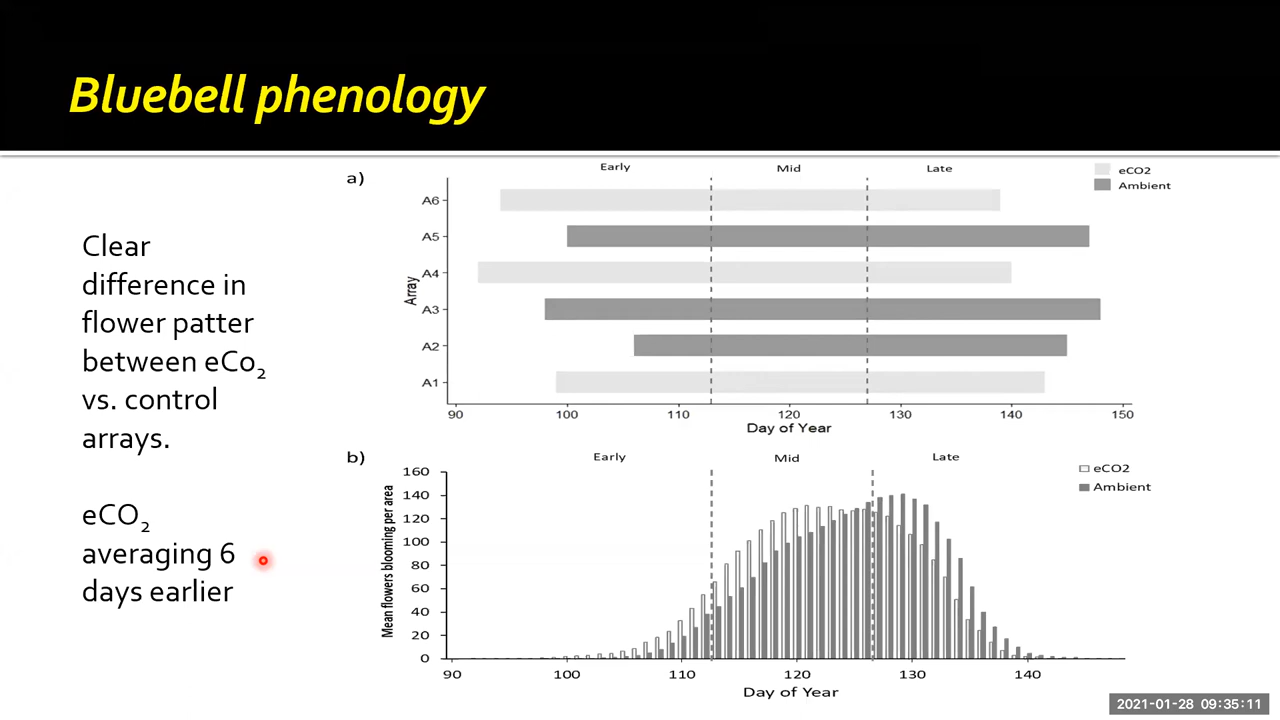 Bluebell phenology
Clear
difference in
flower patter
between eCo₂
vs. control
arrays.
eCO₂
averaging 6
days earlier
a)
Early Mid Late
eCO2
Ambient
Array
A6
A5
A4
A3
A2
A1
90 100 110 120 130 140 150
Day of Year
b)
Early Mid Late
eCO2
Ambient
Mean flowers blooming per area
160
140
120
100
80
60
40
20
0
90 100 110 120 130 140
Day of Year
2021-01-28 09:35:11